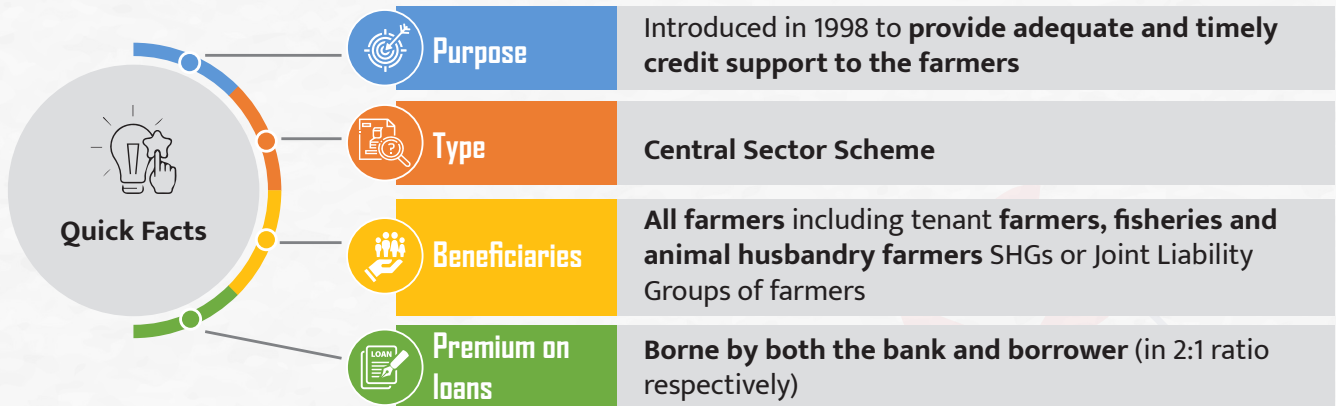 Quick Facts
Purpose
Introduced in 1998 to provide adequate and timely
credit support to the farmers
Type
Central Sector Scheme
Beneficiaries
All farmers including tenant farmers, fisheries and
animal husbandry farmers SHGs or Joint Liability
Groups of farmers
LOAN
Premium on
loans
Borne by both the bank and borrower (in 2:1 ratio
respectively)